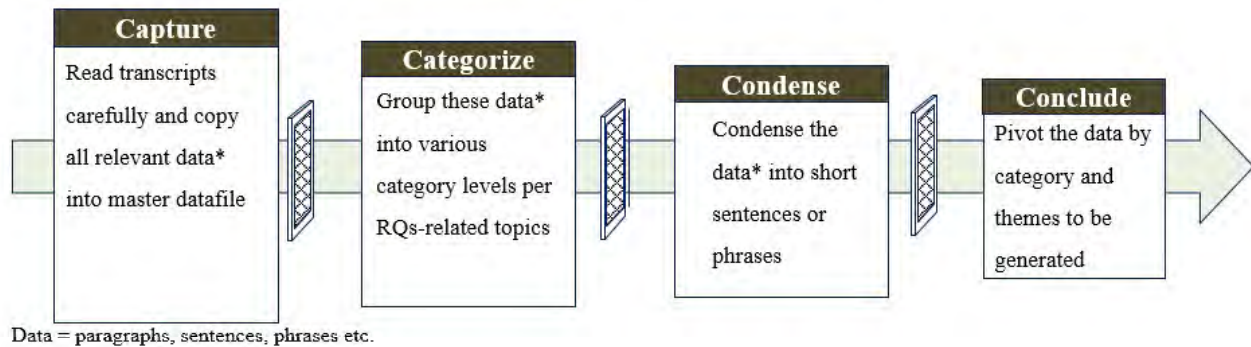 Capture
Read transcripts
carefully and copy
all relevant data*
into master datafile
Categorize
Group these data*
into various
category levels per
RQs-related topics
Condense
Condense the
data* into short
sentences or
phrases
Conclude
Pivot the data by
category and
themes to be
generated
Data = paragraphs, sentences, phrases etc.